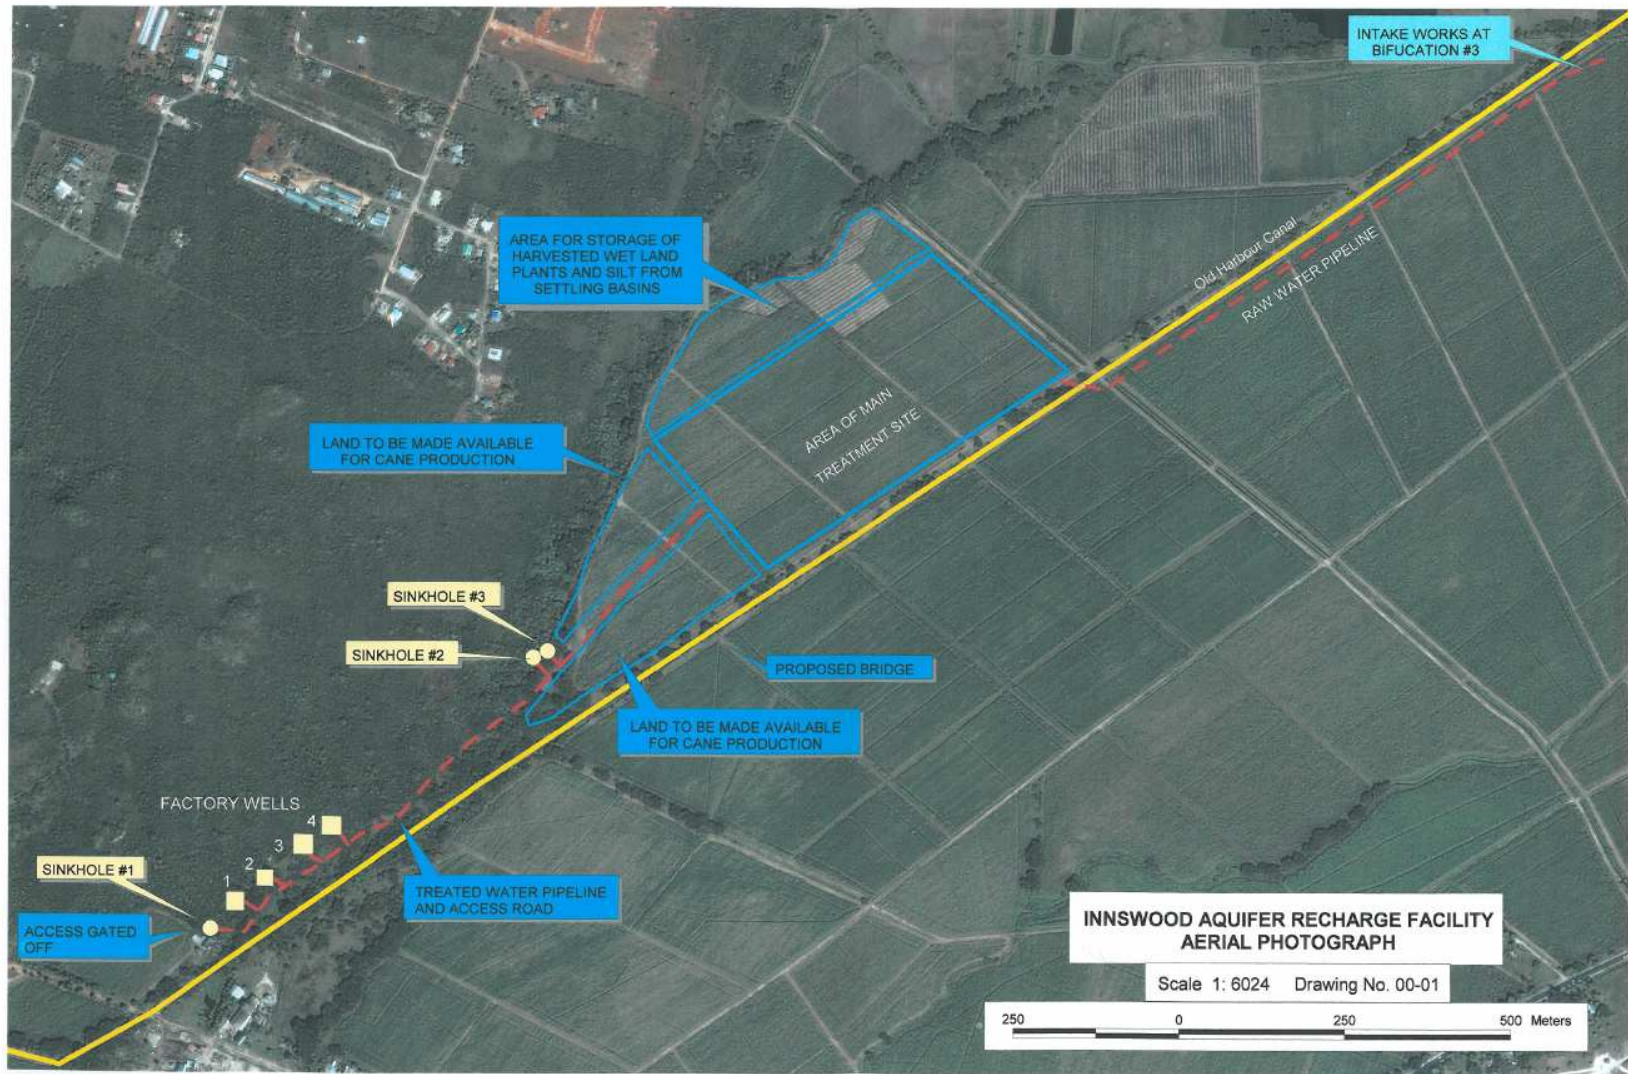 INTAKE WORKS AT
BIFUCATION #3
AREA FOR STORAGE OF
HARVESTED WET LAND
PLANTS AND SILT FROM
SETTLING BASINS
Old Harbour Canal
RAW WATER PIPELINE
AREA OF MAIN
TREATMENT SITE
LAND TO BE MADE AVAILABLE
FOR CANE PRODUCTION
SINKHOLE #3
SINKHOLE #2
PROPOSED BRIDGE
LAND TO BE MADE AVAILABLE
FOR CANE PRODUCTION
FACTORY WELLS
4
3
2
1
SINKHOLE #1
TREATED WATER PIPELINE
AND ACCESS ROAD
ACCESS GATED
OFF
INNSWOOD AQUIFER RECHARGE FACILITY
AERIAL PHOTOGRAPH
Scale 1: 6024 Drawing No. 00-01
250 0 250 500 Meters